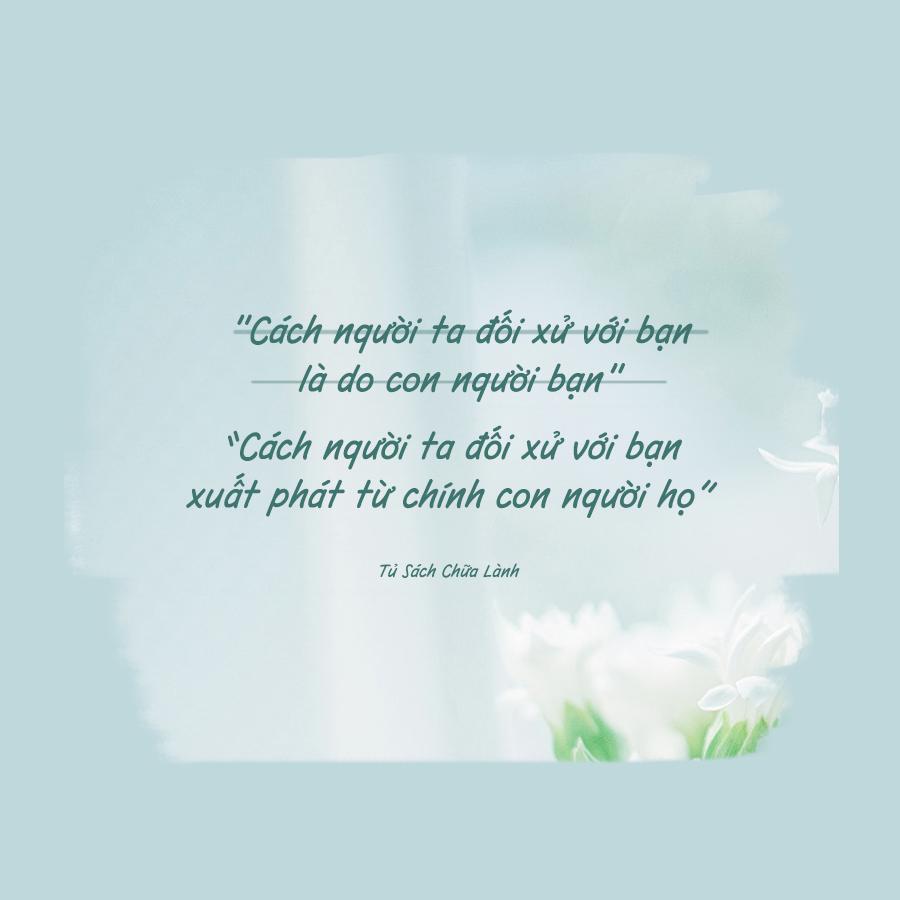 "Cách người ta đối xử với bạn
là do con người bạn"
"Cách người ta đối xử với bạn
xuất phát từ chính con người họ"
Tủ Sách Chữa Lành